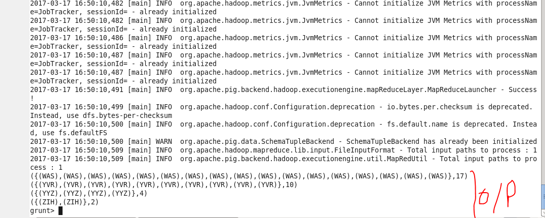 2017-03-17 16:50:10,482 [main] INFO  org.apache.hadoop.metrics.jvm.JvmMetrics - Cannot initialize JVM Metrics with processNam
e=JobTracker, sessionId= - already initialized
2017-03-17 16:50:10,482 [main] INFO  org.apache.hadoop.metrics.jvm.JvmMetrics - Cannot initialize JVM Metrics with processNam
e=JobTracker, sessionId= - already initialized
2017-03-17 16:50:10,486 [main] INFO  org.apache.hadoop.metrics.jvm.JvmMetrics - Cannot initialize JVM Metrics with processNam
e=JobTracker, sessionId= - already initialized
2017-03-17 16:50:10,487 [main] INFO  org.apache.hadoop.metrics.jvm.JvmMetrics - Cannot initialize JVM Metrics with processNam
e=JobTracker, sessionId= - already initialized
2017-03-17 16:50:10,487 [main] INFO  org.apache.hadoop.metrics.jvm.JvmMetrics - Cannot initialize JVM Metrics with processNam
e=JobTracker, sessionId= - already initialized
2017-03-17 16:50:10,491 [main] INFO  org.apache.pig.backend.hadoop.executionengine.mapReduceLayer.MapReduceLauncher - Success
!
2017-03-17 16:50:10,499 [main] INFO  org.apache.hadoop.conf.Configuration.deprecation - io.bytes.per.checksum is deprecated.
Instead, use dfs.bytes-per-checksum
2017-03-17 16:50:10,500 [main] INFO  org.apache.hadoop.conf.Configuration.deprecation - fs.default.name is deprecated. Instea
d, use fs.defaultFS
2017-03-17 16:50:10,500 [main] WARN  org.apache.pig.data.SchemaTupleBackend - SchemaTupleBackend has already been initialized
2017-03-17 16:50:10,509 [main] INFO  org.apache.hadoop.mapreduce.lib.input.FileInputFormat - Total input paths to process : 1
2017-03-17 16:50:10,509 [main] INFO  org.apache.pig.backend.hadoop.executionengine.util.MapRedUtil - Total input paths to pro
cess : 1
({(WAS),(WAS),(WAS),(WAS),(WAS),(WAS),(WAS),(WAS),(WAS),(WAS),(WAS),(WAS),(WAS),(WAS),(WAS),(WAS),(WAS)},17)
({(YVR),(YVR),(YVR),(YVR),(YVR),(YVR),(YVR),(YVR),(YVR),(YVR)},10)
({(YYZ),(YYZ),(YYZ),(YYZ)},4)
({(ZIH),(ZIH)},2)
grunt>
O/P